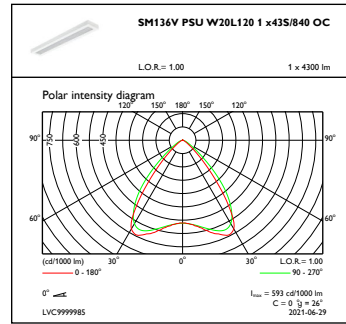 SM136V PSU W20L120 1 x43S/840 OC
L.O.R.= 1.00 1 x 4300 lm
Polar intensity diagram
120° 150° 180° 150° 120°
90° 750 600 450 90°
60° 60°
(cd/1000 lm) 30° 0° 30° L.O.R.= 1.00
0 - 180° 90 - 270°
0° Imax = 593 cd/1000 lm
C = 0 °g = 26°
LVC9999985 2021-06-29